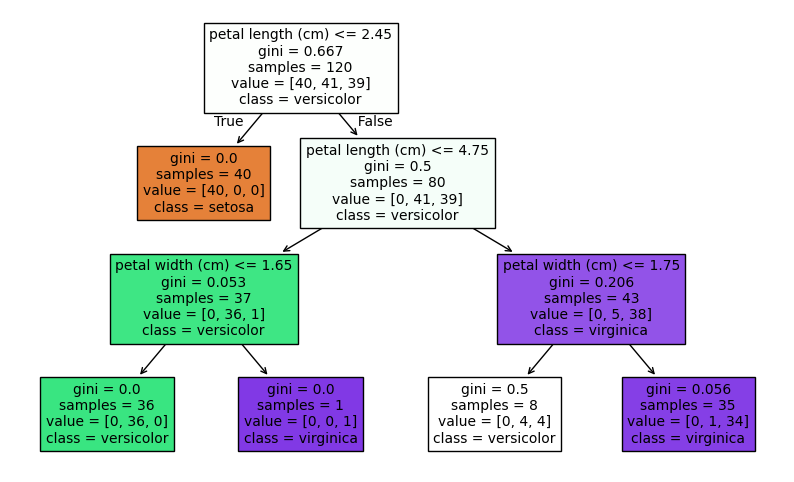 petal length (cm) <= 2.45
gini = 0.667
samples = 120
value = [40, 41, 39]
class = versicolor
True
False
gini = 0.0
samples = 40
value = [40, 0, 0]
class = setosa
petal length (cm) <= 4.75
gini = 0.5
samples = 80
value = [0, 41, 39]
class = versicolor
petal width (cm) <= 1.65
gini = 0.053
samples = 37
value = [0, 36, 1]
class = versicolor
petal width (cm) <= 1.75
gini = 0.206
samples = 43
value = [0, 5, 38]
class = virginica
gini = 0.0
samples = 36
value = [0, 36, 0]
class = versicolor
gini = 0.0
samples = 1
value = [0, 0, 1]
class = virginica
gini = 0.5
samples = 8
value = [0, 4, 4]
class = versicolor
gini = 0.056
samples = 35
value = [0, 1, 34]
class = virginica